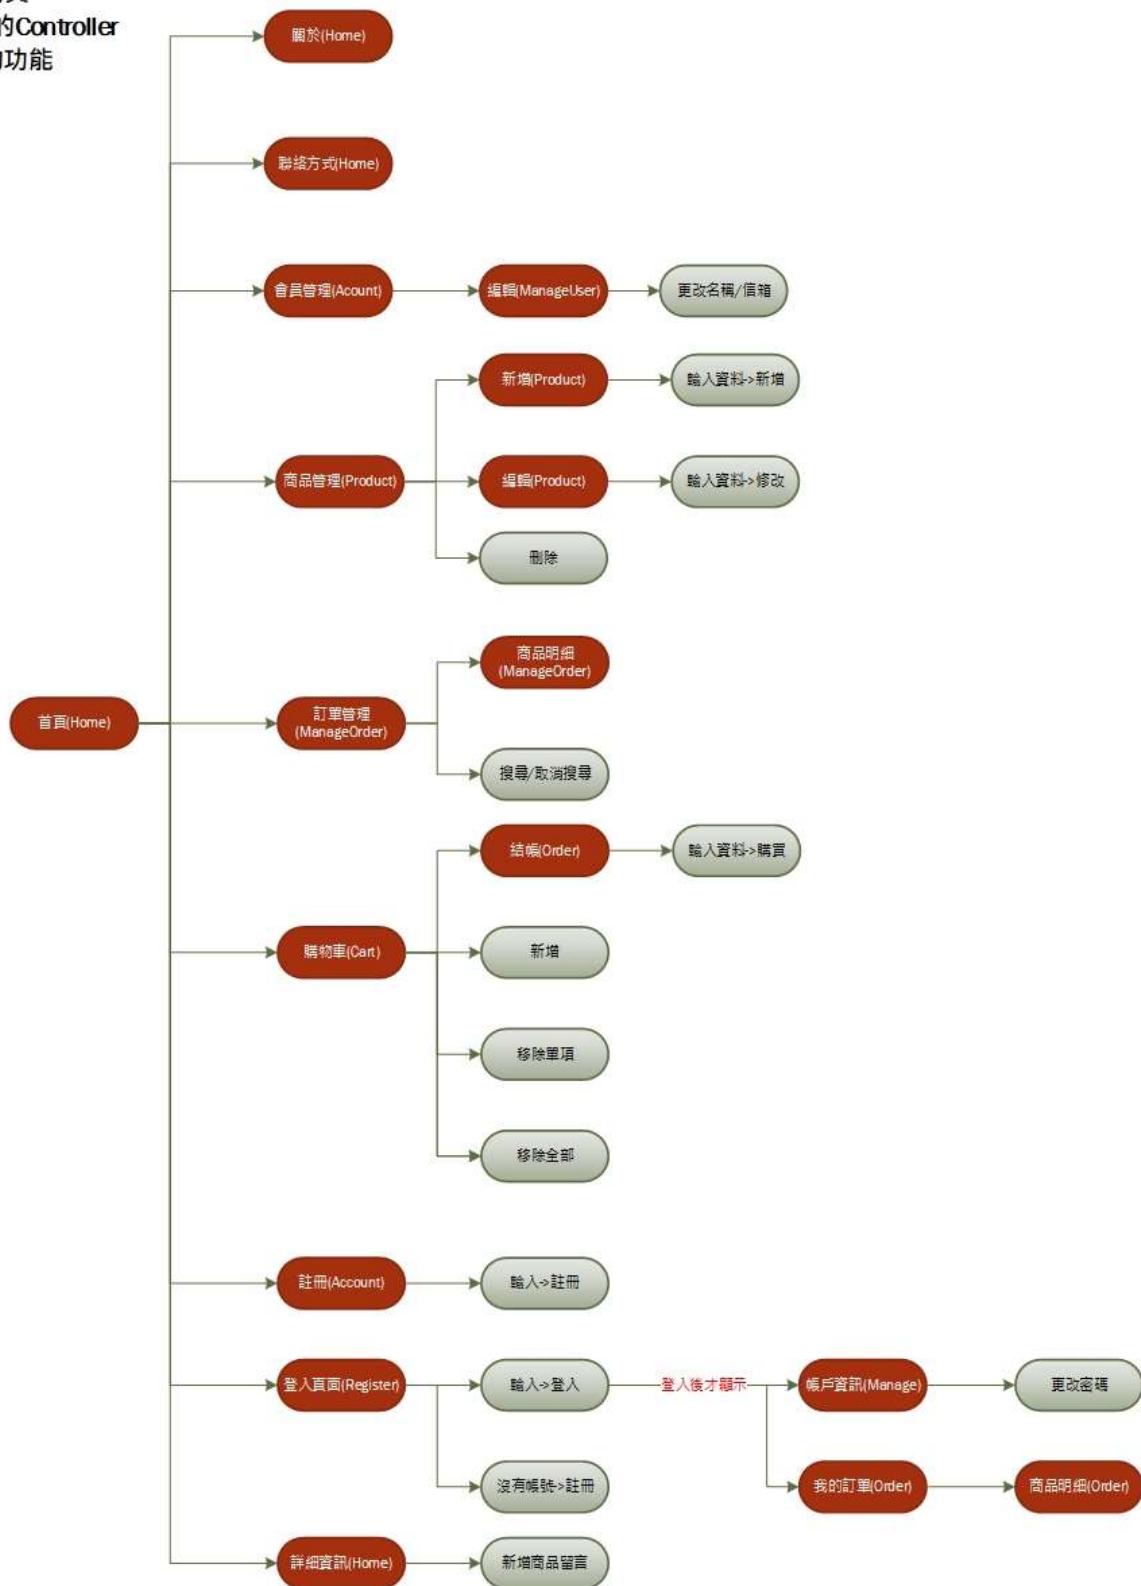 的Controller
功能
關於(Home)
聯絡方式(Home)
會員管理(Acount)
編輯(ManageUser)
更改名稱/信箱
新增(Product)
輸入資料->新增
商品管理(Product)
編輯(Product)
輸入資料->修改
刪除
商品明細
(ManageOrder)
首頁(Home)
訂單管理
(ManageOrder)
搜尋/取消搜尋
結帳(Order)
輸入資料->購買
購物車(Cart)
新增
移除單項
移除全部
註冊(Account)
輸入->註冊
登入頁面(Register)
輸入->登入
登入後才顯示
帳戶資訊(Manage)
更改密碼
沒有帳號->註冊
我的訂單(Order)
商品明細(Order)
詳細資訊(Home)
新增商品留言